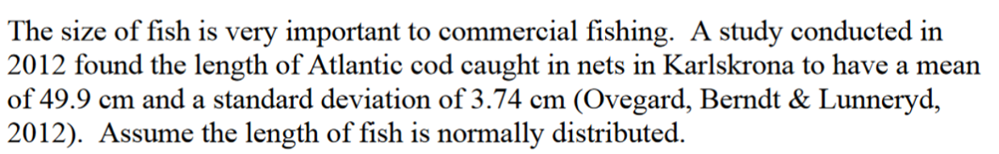 The size of fish is very important to commercial fishing.  A study conducted in
2012 found the length of Atlantic cod caught in nets in Karlskrona to have a mean
of 49.9 cm and a standard deviation of 3.74 cm (Ovegard, Berndt & Lunneryd,
2012).  Assume the length of fish is normally distributed.